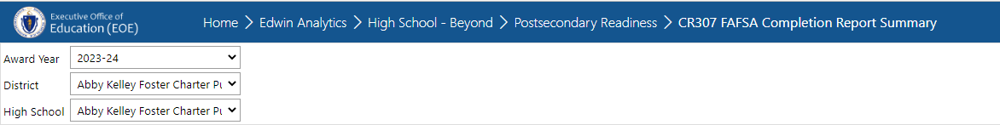 Executive Office of
Education (EOE)
Home > Edwin Analytics > High School - Beyond > Postsecondary Readiness > CR307 FAFSA Completion Report Summary
Award Year 2023-24
District Abby Kelley Foster Charter Pu
High School Abby Kelley Foster Charter Pu